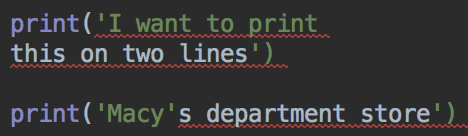 print('I want to print
this on two lines')
print('Macy's department store')